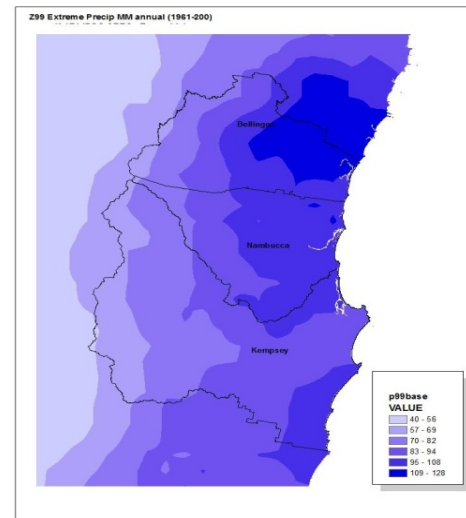 Z99 Extreme Precip MM annual (1961-200)
Bellingen
Nambucca
Kempsey
p99base
VALUE
40 - 56
57 - 69
70 - 82
83 - 94
95 - 108
109 - 128